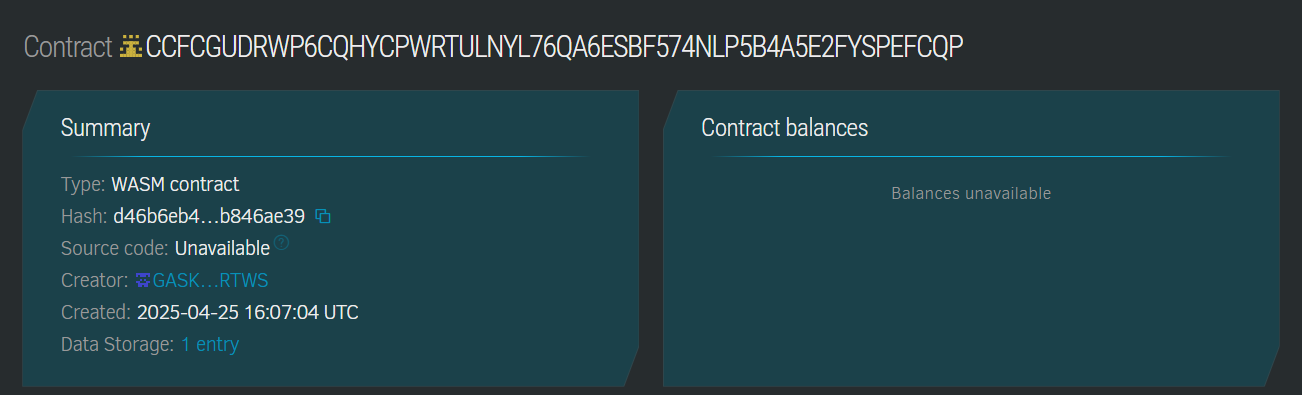 Contract CCFCGUDRWP6CQHYCPWRTULNYL76QA6ESBF574NLP5B4A5E2FYSPEFCQP
Summary
Type: WASM contract
Hash: d46b6eb4…b846ae39
Source code: Unavailable ?
Creator: GASK…RTWS
Created: 2025-04-25 16:07:04 UTC
Data Storage: 1 entry
Contract balances
Balances unavailable